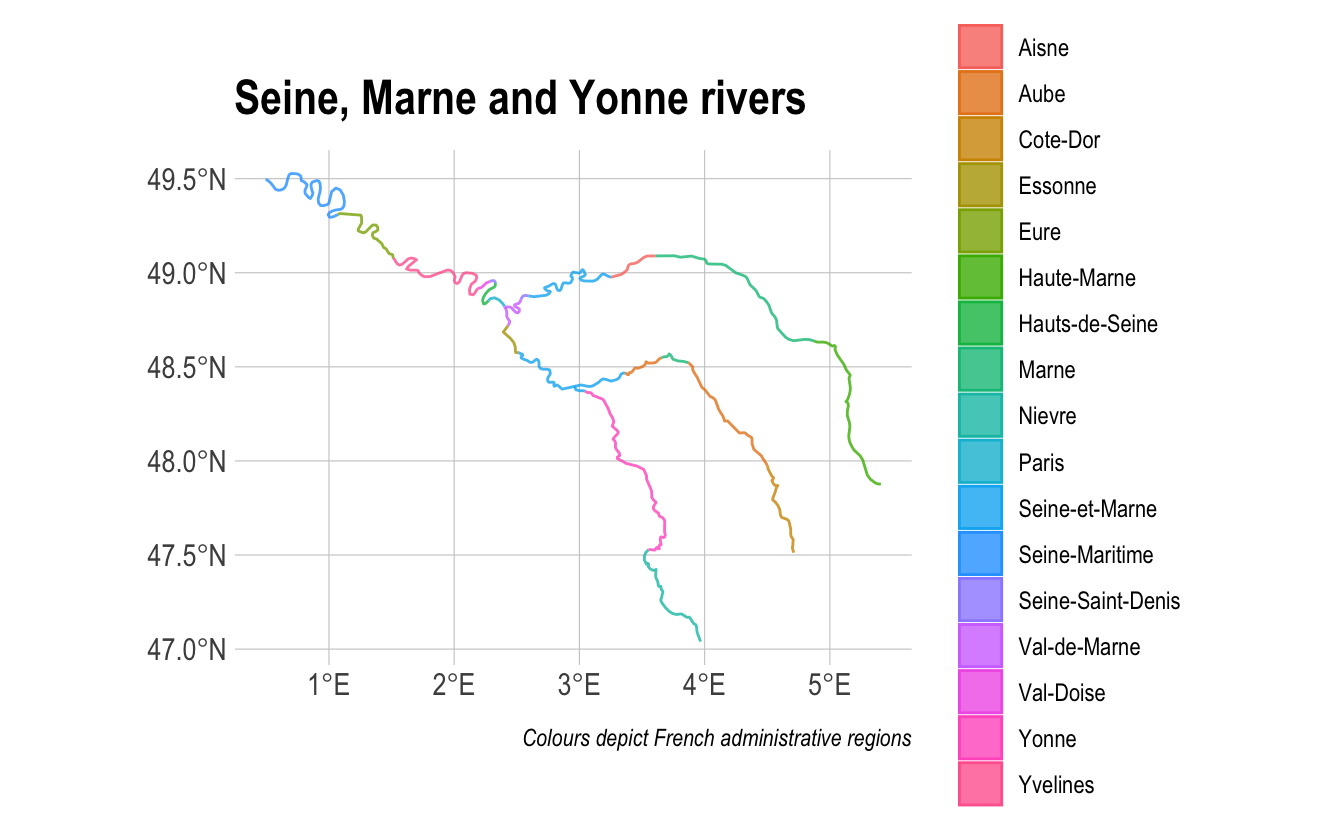 Seine, Marne and Yonne rivers
49.5°N
49.0°N
48.5°N
48.0°N
47.5°N
47.0°N
1°E 2°E 3°E 4°E 5°E
Colours depict French administrative regions
Aisne
Aube
Cote-Dor
Essonne
Eure
Haute-Marne
Hauts-de-Seine
Marne
Nievre
Paris
Seine-et-Marne
Seine-Maritime
Seine-Saint-Denis
Val-de-Marne
Val-Doise
Yonne
Yvelines